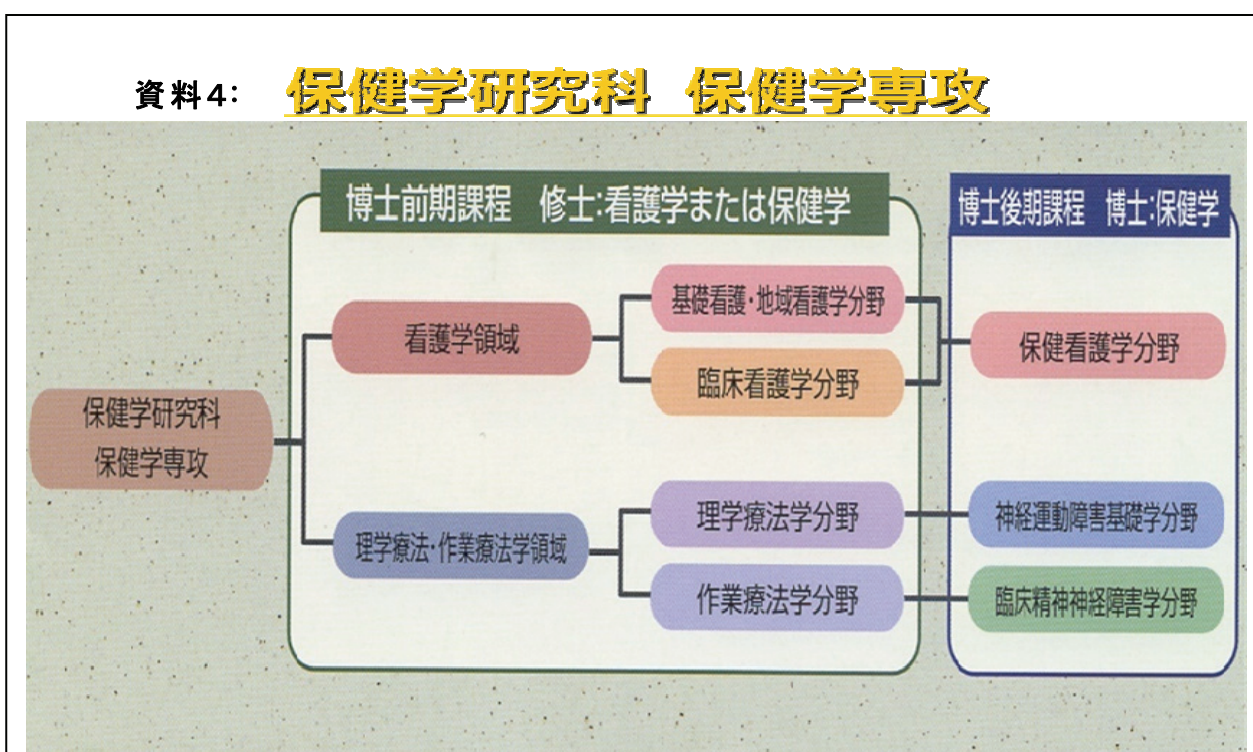 資料4: 保健学研究科 保健学専攻
博士前期課程 修士:看護学または保健学
博士後期課程 博士:保健学
保健学研究科
保健学専攻
看護学領域
基礎看護・地域看護学分野
臨床看護学分野
保健看護学分野
理学療法・作業療法学領域
理学療法学分野
作業療法学分野
神経運動障害基礎学分野
臨床精神神経障害学分野